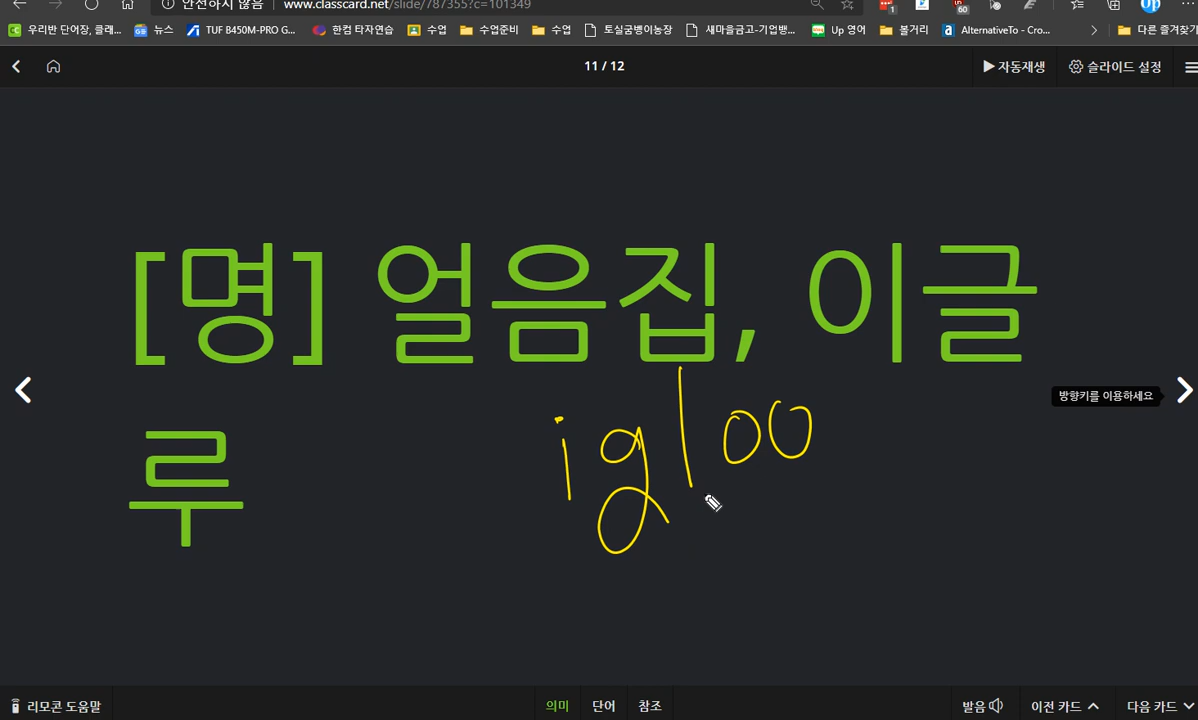 안전하지 않음 www.classcard.net/slide/787355?c=101349
우리반 단어장, 클래... 뉴스 TUF B450M-PRO G... 한컴 타자연습 수업 수업준비 수업 토실금뱅이농장 새마을금고-기업뱅... Up 영어 볼거리 AlternativeTo - Cro... 다른 즐겨찾기
11 / 12 자동재생 슬라이드 설정
[명] 얼음집, 이글
루
igloo
방향키를 이용하세요
리모콘 도움말 의미 단어 참조 발음 이전 카드 다음 카드